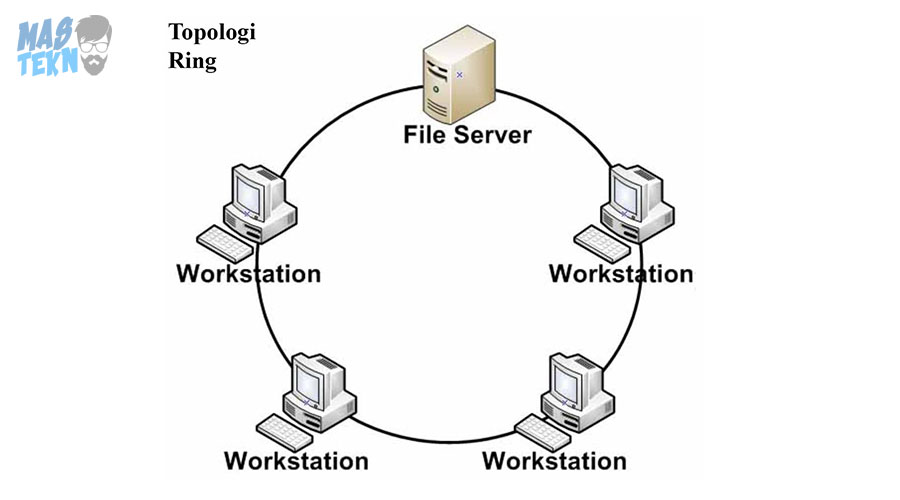 MAS
TEKN
Topologi
Ring
File Server
Workstation
Workstation
Workstation
Workstation